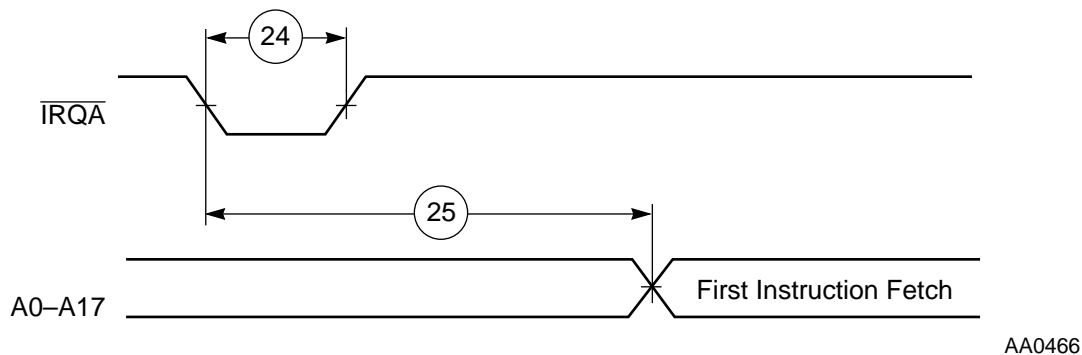 24
IRQA
25
A0–A17
First Instruction Fetch
AA0466